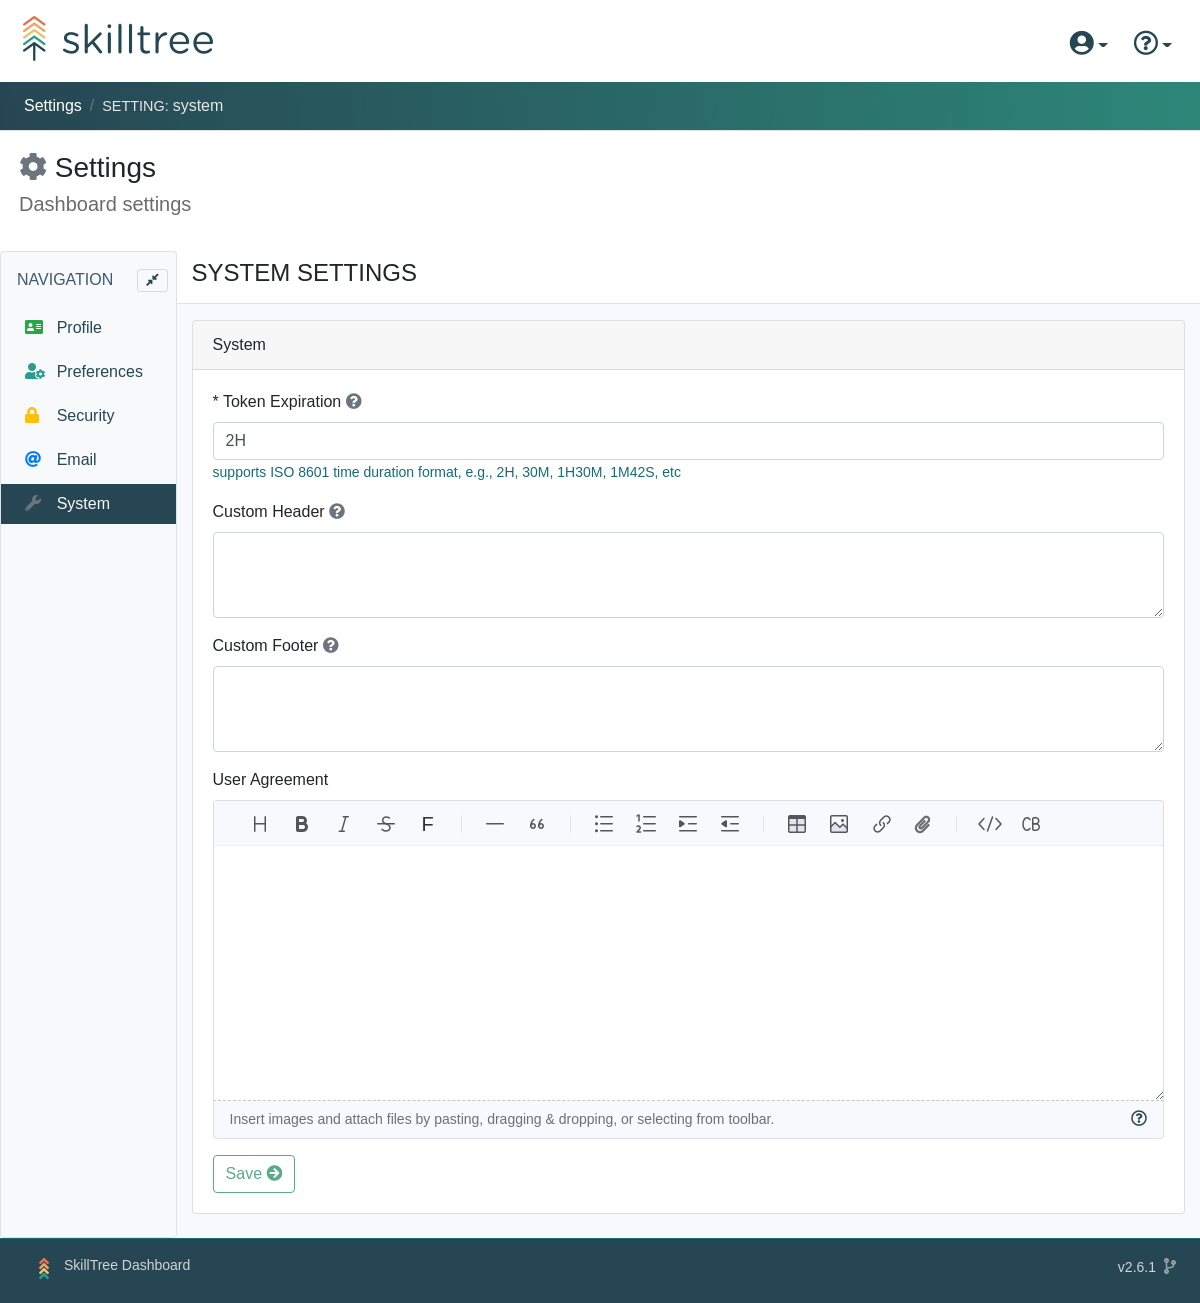 skilltree
Settings / SETTING: system
Settings
Dashboard settings
NAVIGATION
Profile
Preferences
Security
Email
System
SYSTEM SETTINGS
System
* Token Expiration
2H
supports ISO 8601 time duration format, e.g., 2H, 30M, 1H30M, 1M42S, etc
Custom Header
Custom Footer
User Agreement
H B I S F — 66 </> CB
Insert images and attach files by pasting, dragging & dropping, or selecting from toolbar.
Save
SkillTree Dashboard
v2.6.1